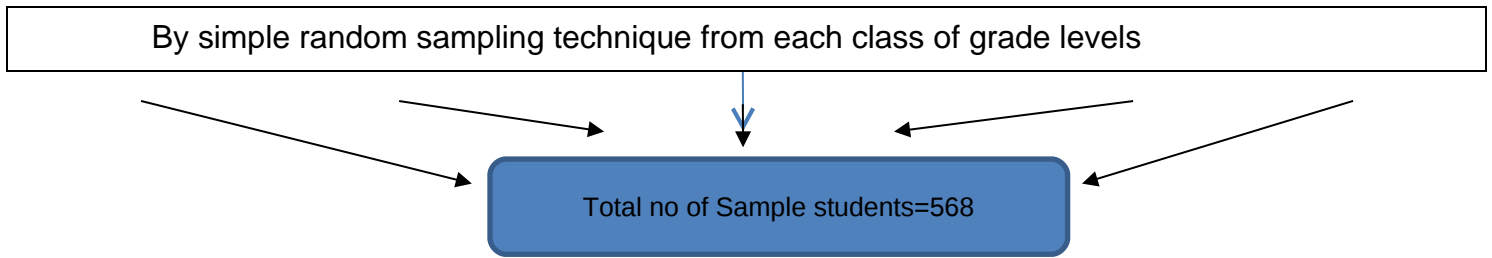 By simple random sampling technique from each class of grade levels
Total no of Sample students=568